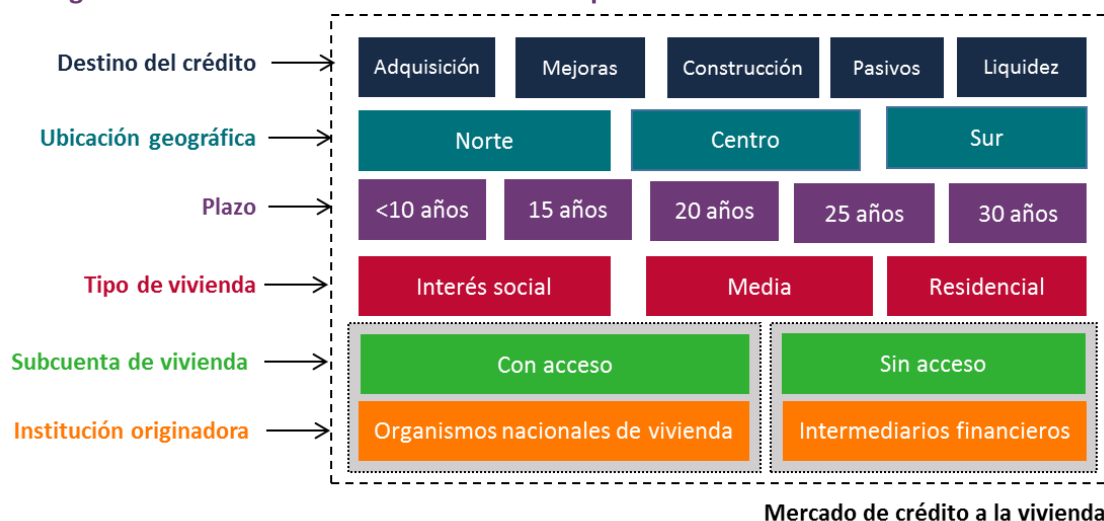 Destino del crédito
Adquisición
Mejoras
Construcción
Pasivos
Liquidez
Ubicación geográfica
Norte
Centro
Sur
Plazo
<10 años
15 años
20 años
25 años
30 años
Tipo de vivienda
Interés social
Media
Residencial
Subcuenta de vivienda
Con acceso
Sin acceso
Institución originadora
Organismos nacionales de vivienda
Intermediarios financieros
Mercado de crédito a la vivienda